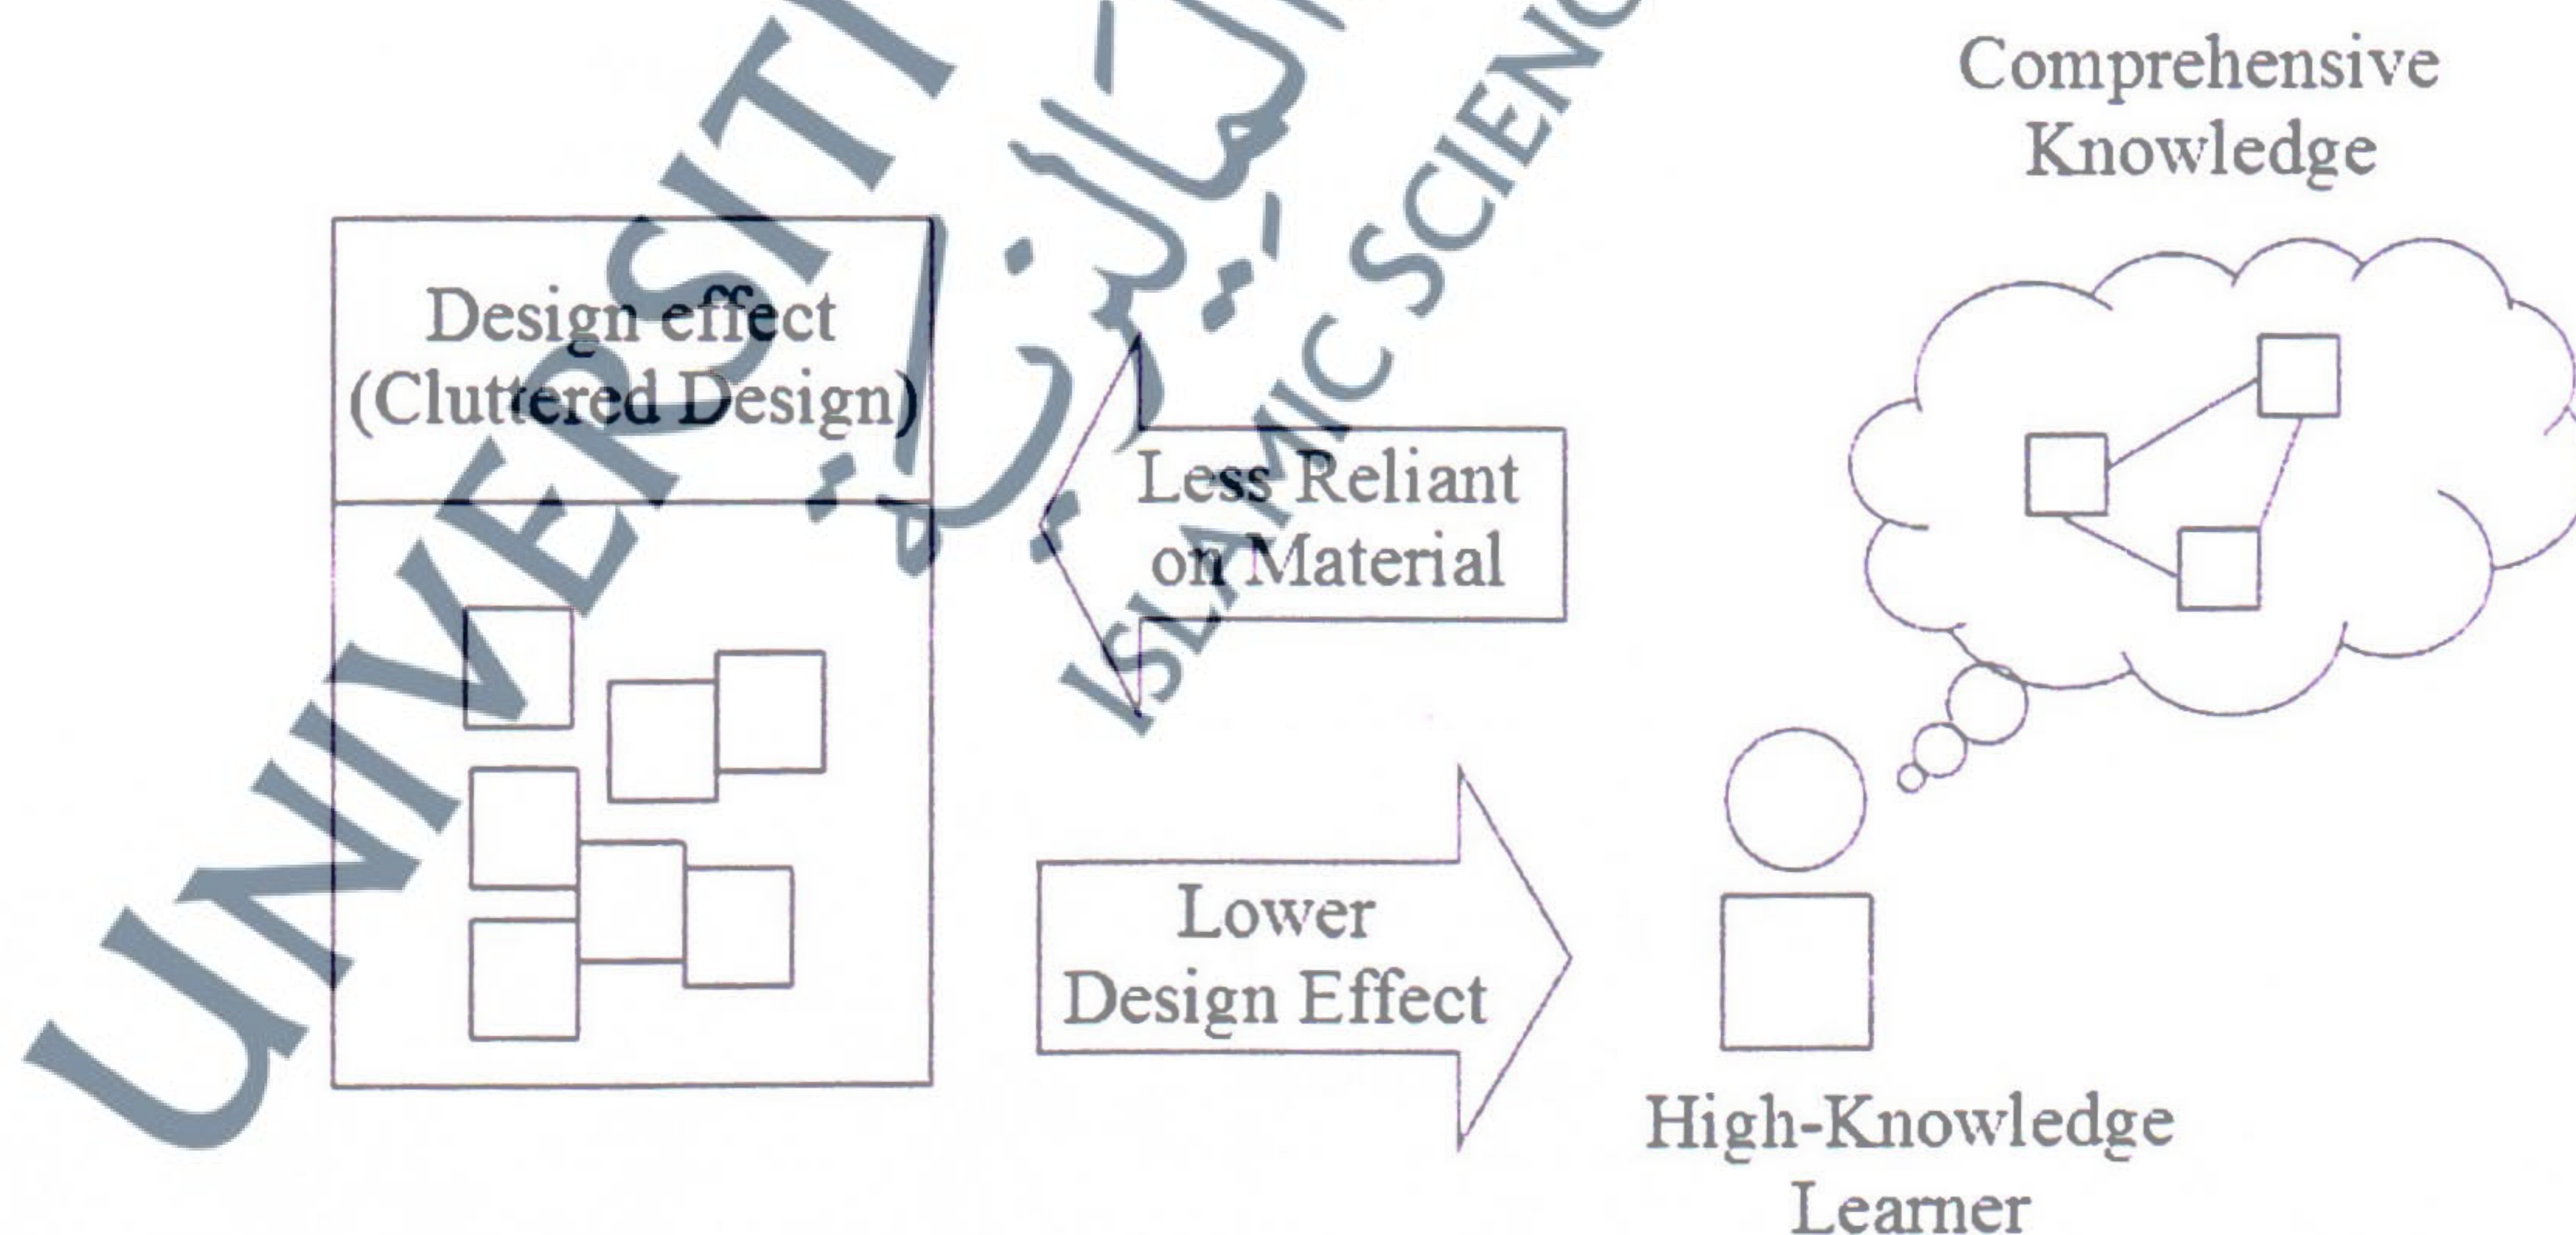 Comprehensive
Knowledge
Design effect
(Cluttered Design)
Less Reliant
on Material
Lower
Design Effect
High-Knowledge
Learner
UNIVERSITI
ISLAMIC SCIENC